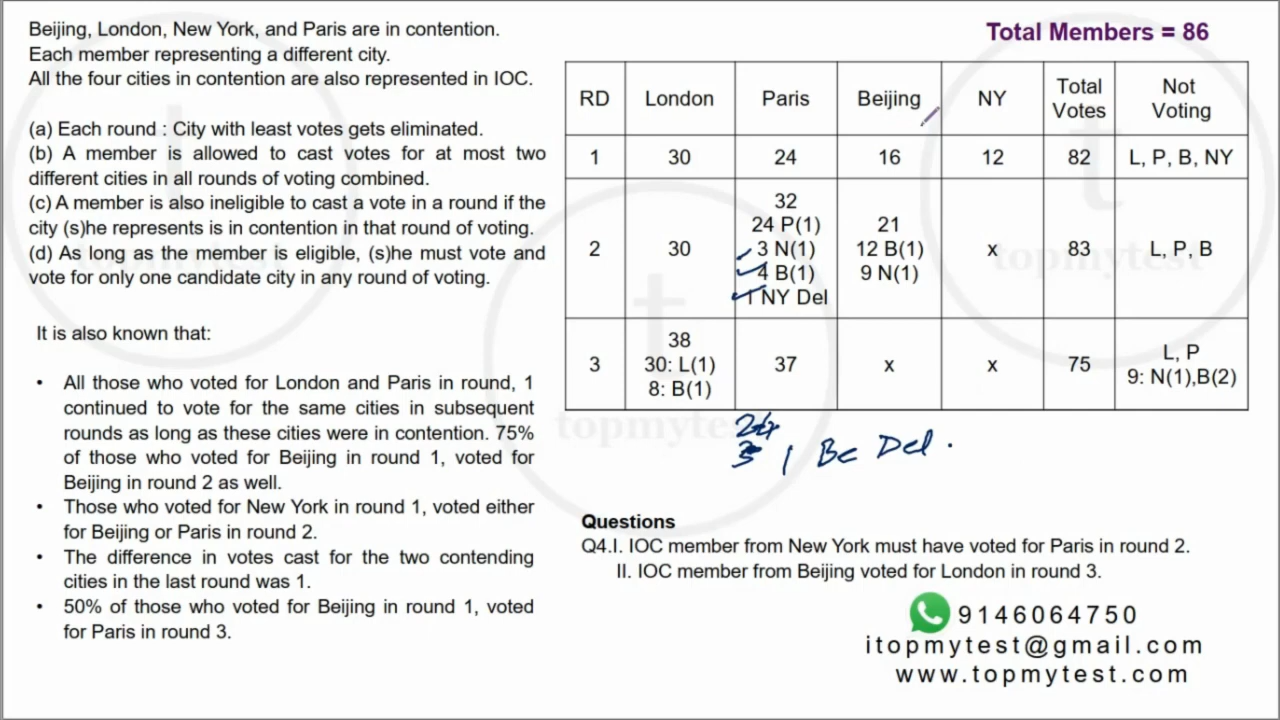 Beijing, London, New York, and Paris are in contention.
Each member representing a different city.
All the four cities in contention are also represented in IOC.
(a) Each round : City with least votes gets eliminated.
(b) A member is allowed to cast votes for at most two
different cities in all rounds of voting combined.
(c) A member is also ineligible to cast a vote in a round if the
city (s)he represents is in contention in that round of voting.
(d) As long as the member is eligible, (s)he must vote and
vote for only one candidate city in any round of voting.
It is also known that:
• All those who voted for London and Paris in round, 1
continued to vote for the same cities in subsequent
rounds as long as these cities were in contention. 75%
of those who voted for Beijing in round 1, voted for
Beijing in round 2 as well.
• Those who voted for New York in round 1, voted either
for Beijing or Paris in round 2.
• The difference in votes cast for the two contending
cities in the last round was 1.
• 50% of those who voted for Beijing in round 1, voted
for Paris in round 3.
Total Members = 86
RD London Paris Beijing NY Total Votes Not Voting
1 30 24 16 12 82 L, P, B, NY
32
24 P(1) 21
2 30 3 N(1) 12 B(1) x 83 L, P, B
4 B(1) 9 N(1)
1 NY Del
38
30: L(1)
8: B(1)
3 37 x x 75 L, P
9: N(1),B(2)
24
1 Be Del .
Questions
Q4.I. IOC member from New York must have voted for Paris in round 2.
II. IOC member from Beijing voted for London in round 3.
9146064750
itopmytest@gmail.com
www.topmytest.com
topmytest